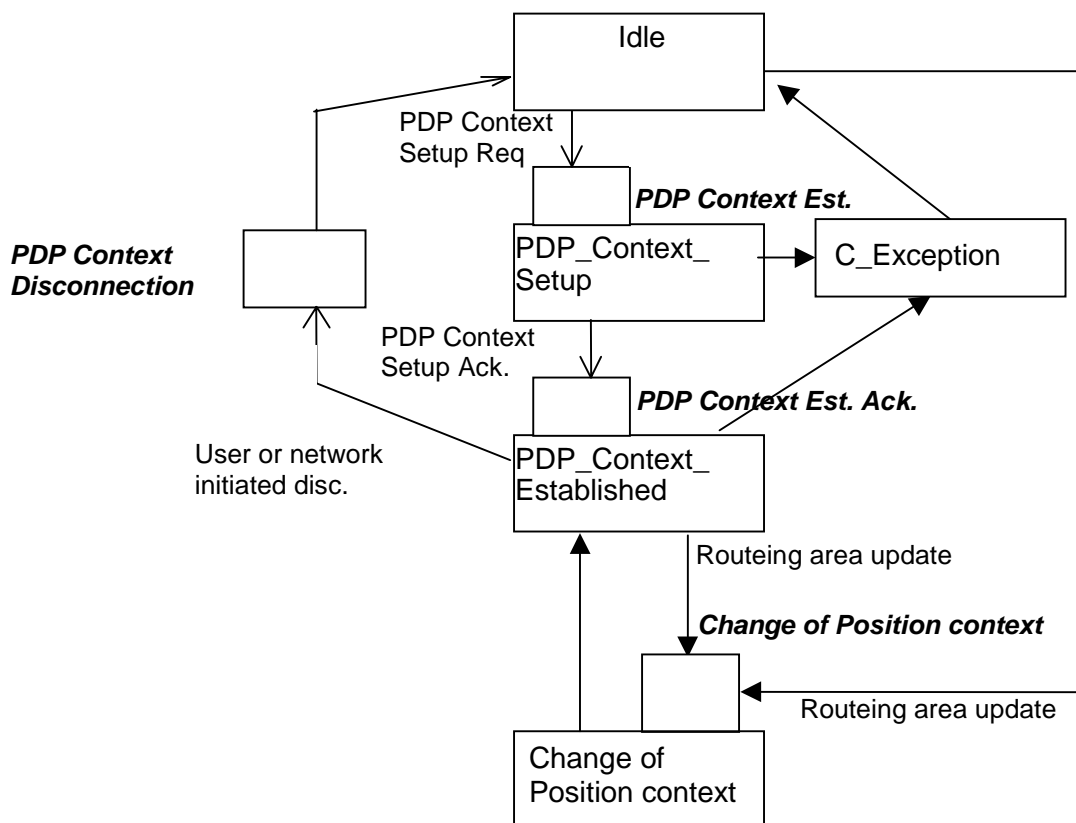 Idle
PDP Context
Setup Req
PDP Context Est.
PDP_Context_
Setup
C_Exception
PDP Context
Disconnection
PDP Context
Setup Ack.
PDP Context Est. Ack.
User or network
initiated disc.
PDP_Context_
Established
Routeing area update
Change of Position context
Routeing area update
Change of
Position context